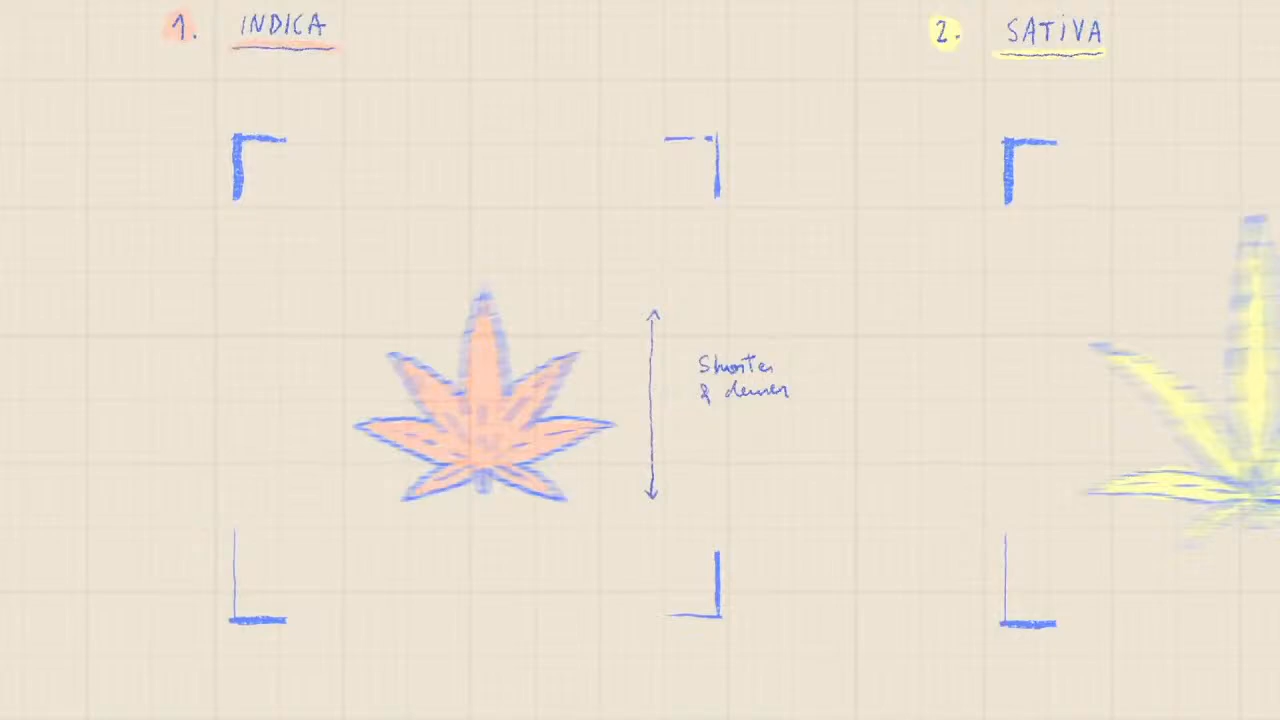 1. INDICA
2. SATIVA
Shorter
& denser